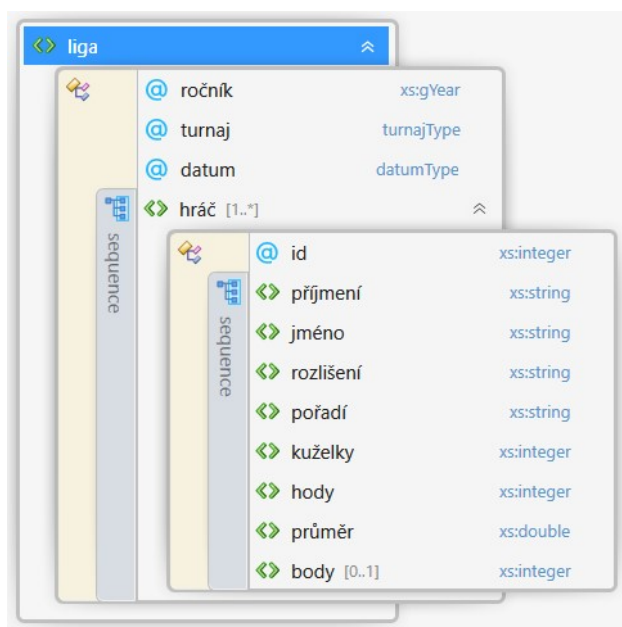 liga
ročník xs:gYear
turnaj turnajType
datum datumType
hráč [1..*]
sequence
id xs:integer
příjmení xs:string
jméno xs:string
sequence
rozlišení xs:string
pořadí xs:string
kuželky xs:integer
hody xs:integer
průměr xs:double
body [0..1] xs:integer